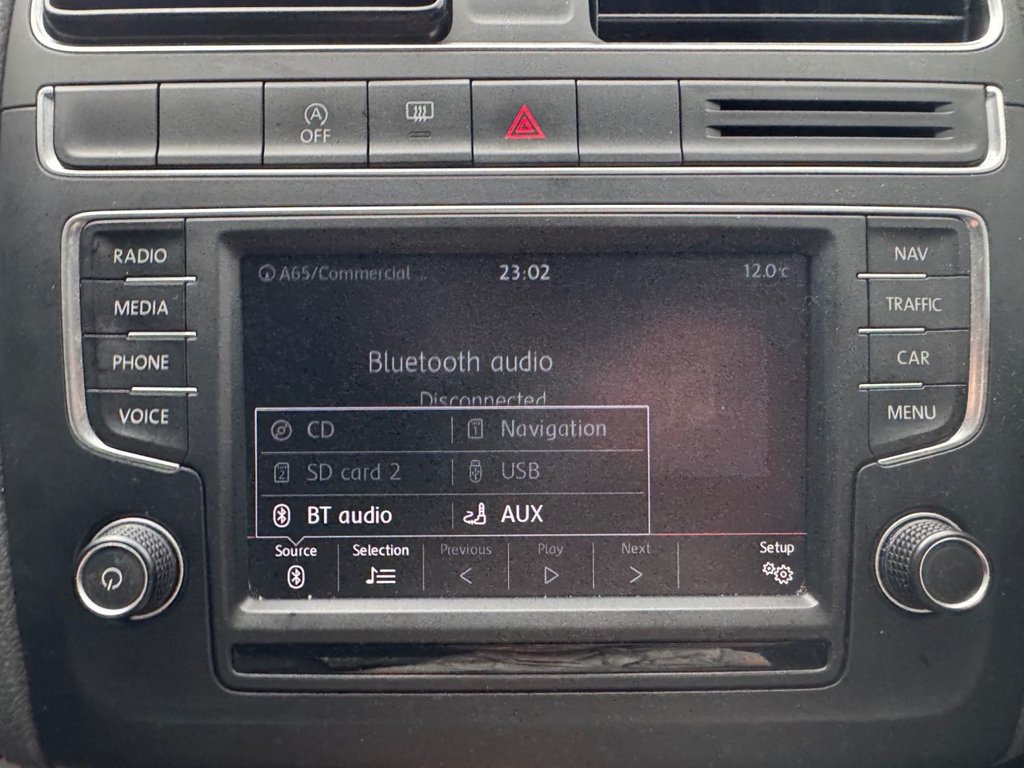 A
OFF
RADIO
MEDIA
PHONE
VOICE
A65/Commercial ...
23:02
12.0°c
Bluetooth audio
Disconnected
CD
Navigation
2
SD card 2
USB
BT audio
AUX
Source
Selection
Previous
Play
Next
Setup
NAV
TRAFFIC
CAR
MENU